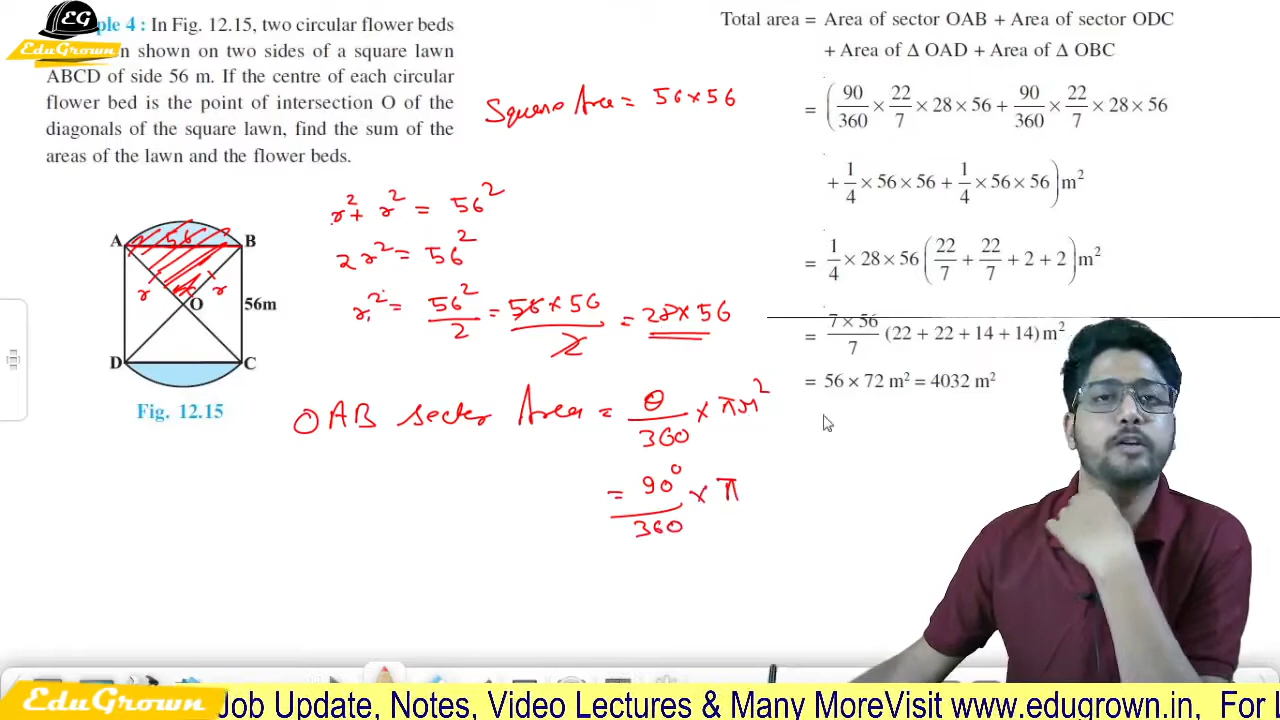 EG
EduGrown
ple 4 : In Fig. 12.15, two circular flower beds
n shown on two sides of a square lawn
ABCD of side 56 m. If the centre of each circular
flower bed is the point of intersection O of the
diagonals of the square lawn, find the sum of the
areas of the lawn and the flower beds.
A 56 B
r r
O 56m
D C
Fig. 12.15
Square Area = 56 × 56
r² + r² = 56²
2r² = 56²
r² = 56²/2 = 56 × 56/2 = 28 × 56
OAB sector Area = θ/360 × πr²
= 90°/360 × π
Total area = Area of sector OAB + Area of sector ODC
+ Area of Δ OAD + Area of Δ OBC
= (90/360 × 22/7 × 28 × 56 + 90/360 × 22/7 × 28 × 56
+ 1/4 × 56 × 56 + 1/4 × 56 × 56) m²
= 1/4 × 28 × 56 (22/7 + 22/7 + 2 + 2) m²
= 7 × 56/7 (22 + 22 + 14 + 14) m²
= 56 × 72 m² = 4032 m²
EduGrown
Job Update, Notes, Video Lectures & Many MoreVisit www.edugrown.in, For